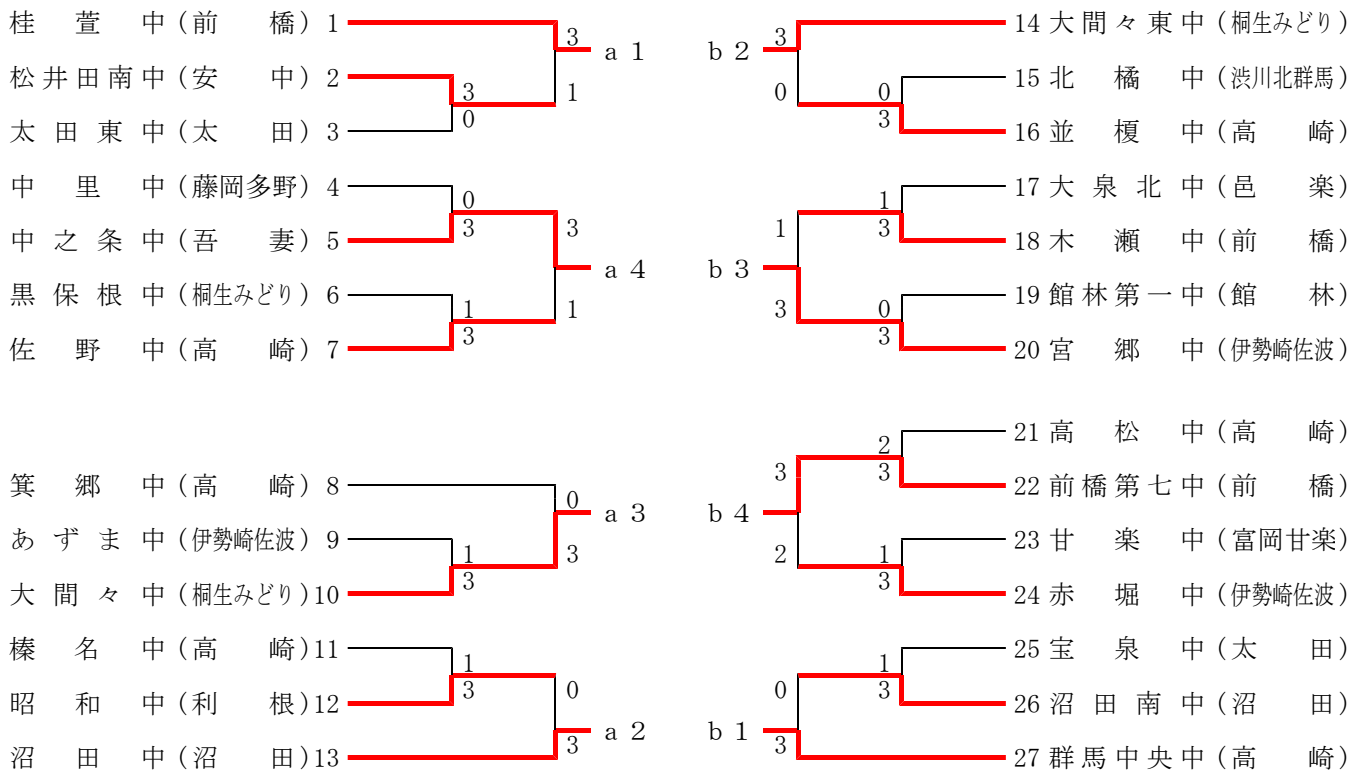 桂萱中(前橋) 1
松井田南中(安中) 2
太田東中(太田) 3
中里中(藤岡多野) 4
中之条中(吾妻) 5
黒保根中(桐生みどり) 6
佐野中(高崎) 7
箕郷中(高崎) 8
あずま中(伊勢崎佐波) 9
大間々中(桐生みどり)10
榛名中(高崎)11
昭和中(利根)12
沼田中(沼田)13
3
0
0
3
1
3
1
3
1
3
3
1
3
1
0
3
0
3
a 1
a 4
a 3
a 2
b 2
b 3
b 4
b 1
3
0
1
3
3
2
0
3
0
3
1
3
0
3
2
3
1
3
1
3
14 大間々東中(桐生みどり)
15 北橘中(渋川北群馬)
16 並榎中(高崎)
17 大泉北中(邑楽)
18 木瀬中(前橋)
19 館林第一中(館林)
20 宮郷中(伊勢崎佐波)
21 高松中(高崎)
22 前橋第七中(前橋)
23 甘楽中(富岡甘楽)
24 赤堀中(伊勢崎佐波)
25 宝泉中(太田)
26 沼田南中(沼田)
27 群馬中央中(高崎)